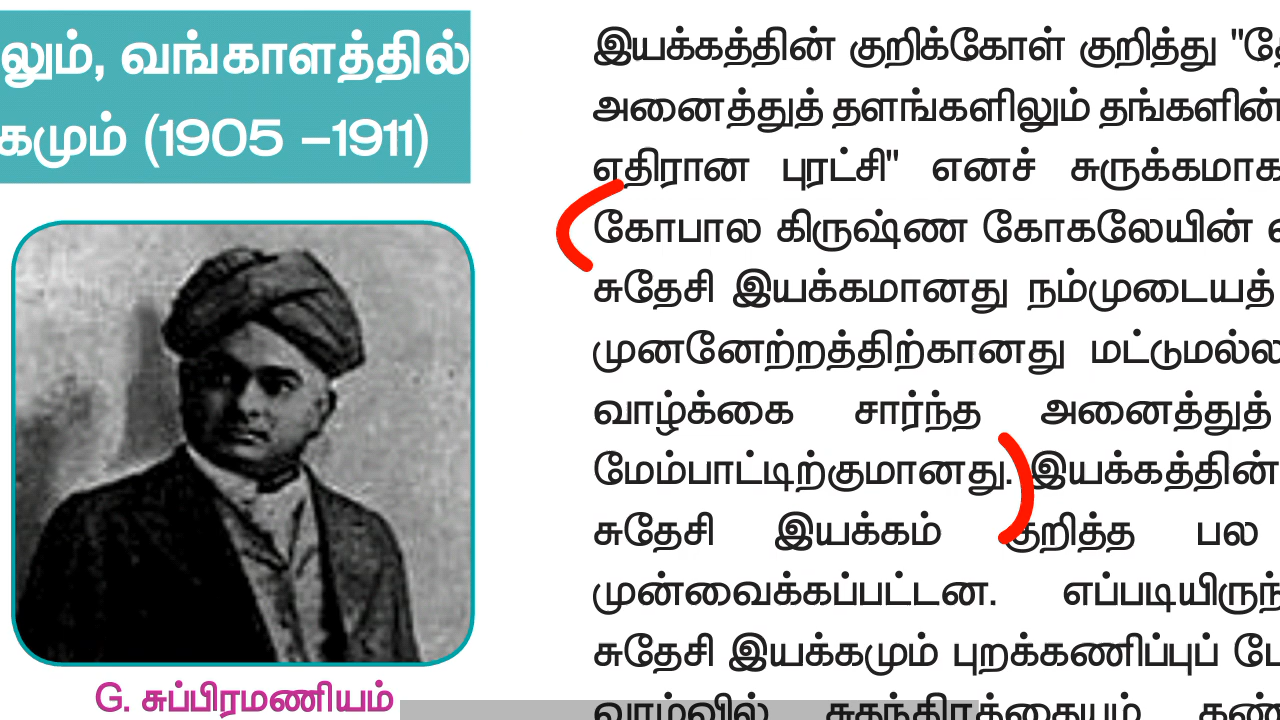 லும், வங்காளத்தில்
கமும் (1905 –1911)
G. சுப்பிரமணியம்
இயக்கத்தின் குறிக்கோள் குறித்து
அனைத்துத் தளங்களிலும் தங்களின்
எதிரான புரட்சி" எனச் சுருக்கமாக
கோபால கிருஷ்ண கோகலேயின்
சுதேசி இயக்கமானது நம்முடையத்
முனனேற்றத்திற்கானது மட்டுமல்ல
வாழ்க்கை சார்ந்த அனைத்துத்
மேம்பாட்டிற்குமானது. இயக்கத்தின்
சுதேசி இயக்கம் குறித்த பல
முன்வைக்கப்பட்டன.
சுதேசி இயக்கமும் புறக்கணிப்புப்